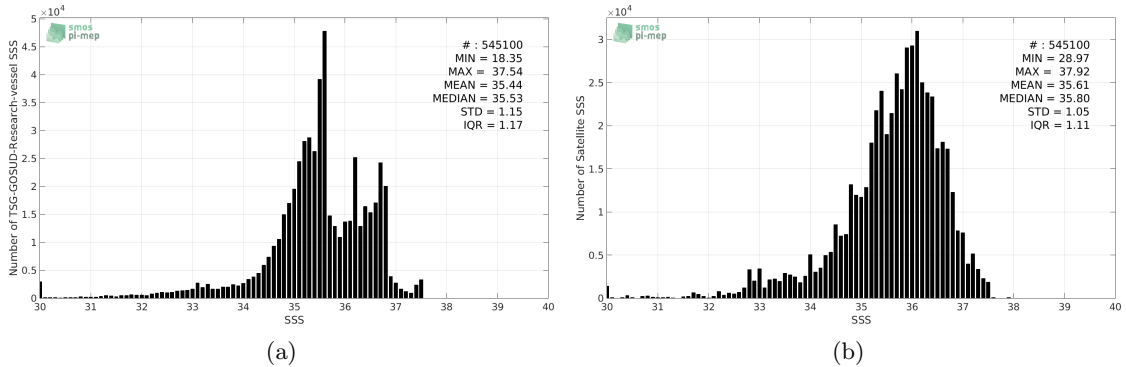 ×10⁴
smos
pi-mep
# : 545100
MIN = 18.35
MAX = 37.54
MEAN = 35.44
MEDIAN = 35.53
STD = 1.15
IQR = 1.17
Number of TSG-GOSUD-Research-vessel SSS
5
4.5
4
3.5
3
2.5
2
1.5
1
0.5
0
30 31 32 33 34 35 36 37 38 39 40
SSS
(a)
×10⁴
smos
pi-mep
# : 545100
MIN = 28.97
MAX = 37.92
MEAN = 35.61
MEDIAN = 35.80
STD = 1.05
IQR = 1.11
Number of Satellite SSS
3
2.5
2
1.5
1
0.5
0
30 31 32 33 34 35 36 37 38 39 40
SSS
(b)